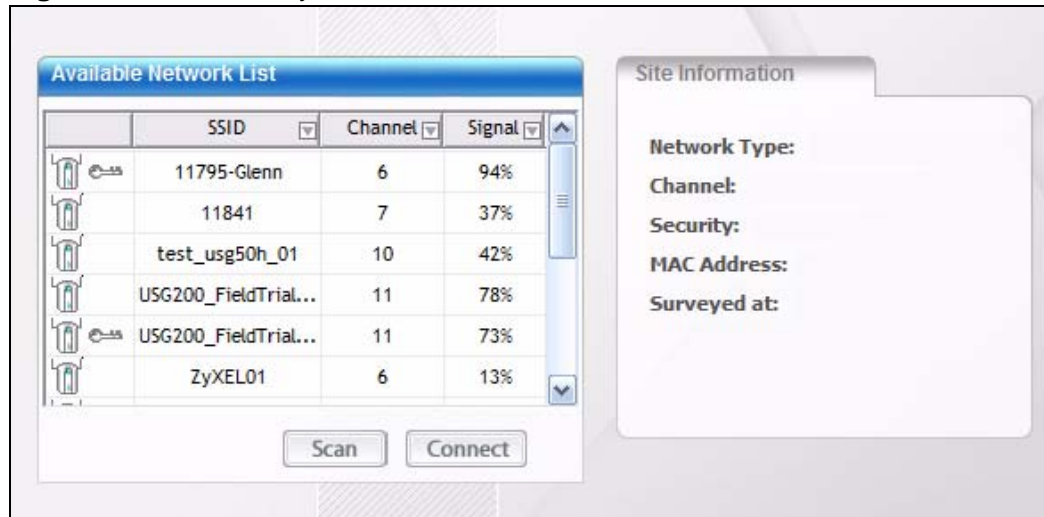 Available Network List
SSID Channel Signal
11795-Glenn 6 94%
11841 7 37%
test_usg50h_01 10 42%
USG200_FieldTrial... 11 78%
USG200_FieldTrial... 11 73%
ZyXEL01 6 13%
Scan Connect
Site Information
Network Type:
Channel:
Security:
MAC Address:
Surveyed at: